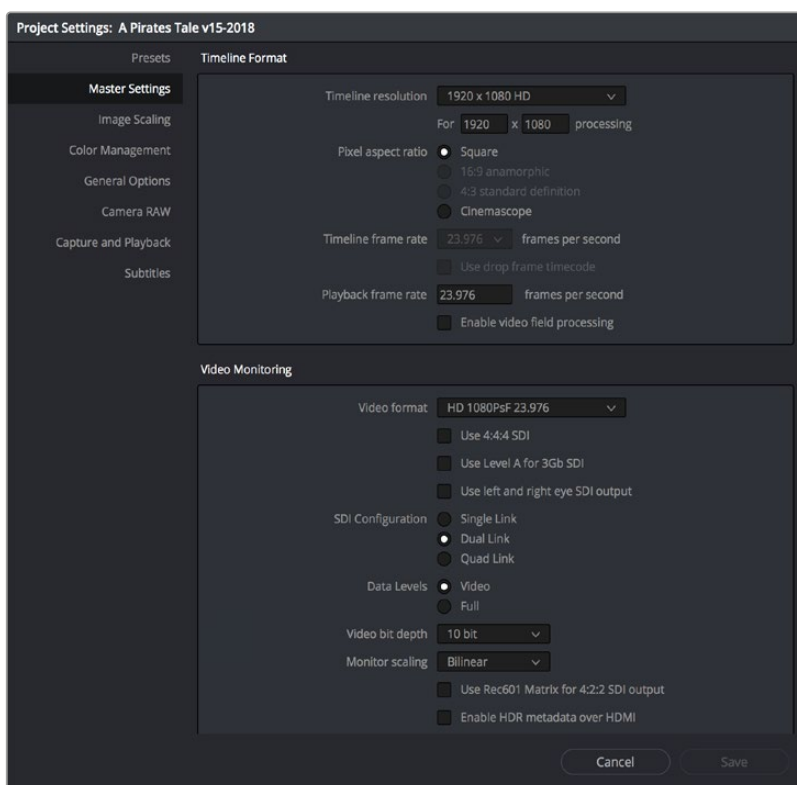 Project Settings: A Pirates Tale v15-2018
Presets
Master Settings
Image Scaling
Color Management
General Options
Camera RAW
Capture and Playback
Subtitles
Timeline Format
Timeline resolution 1920 x 1080 HD
For 1920 x 1080 processing
Pixel aspect ratio Square
16:9 anamorphic
4:3 standard definition
Cinemascope
Timeline frame rate 23.976 frames per second
Use drop frame timecode
Playback frame rate 23.976 frames per second
Enable video field processing
Video Monitoring
Video format HD 1080PsF 23.976
Use 4:4:4 SDI
Use Level A for 3Gb SDI
Use left and right eye SDI output
SDI Configuration Single Link
Dual Link
Quad Link
Data Levels Video
Full
Video bit depth 10 bit
Monitor scaling Bilinear
Use Rec601 Matrix for 4:2:2 SDI output
Enable HDR metadata over HDMI
Cancel Save